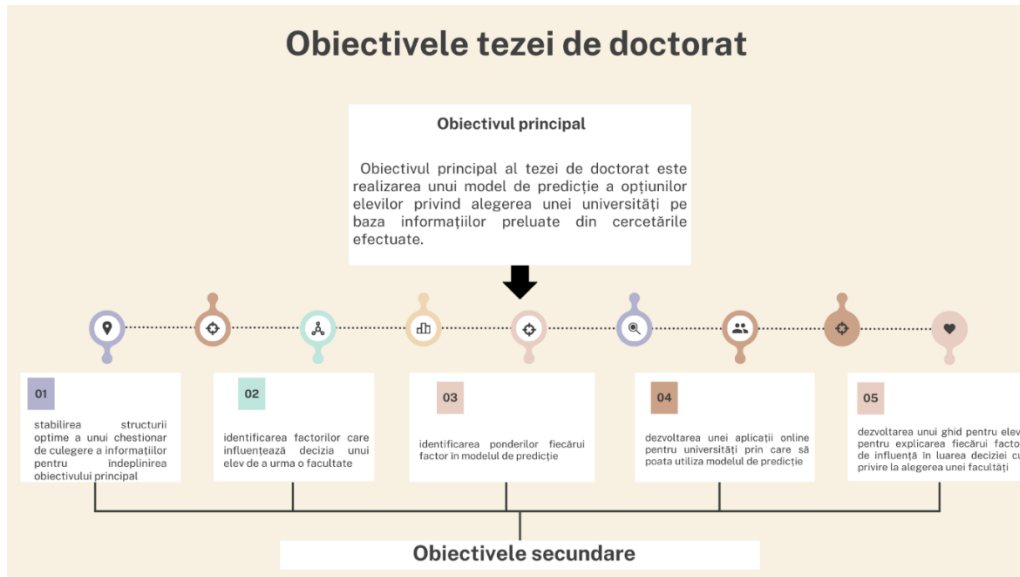 Obiectivele tezei de doctorat
Obiectivul principal
Obiectivul principal al tezei de doctorat este
realizarea unui model de predicție a opțiunilor
elevilor privind alegerea unei universități pe
baza informațiilor preluate din cercetările
efectuate.
01
stabilirea structurii
optime a unui chestionar
de culegere a informațiilor
pentru îndeplinirea
obiectivului principal
02
identificarea factorilor care
influențează decizia unui
elev de a urma o facultate
03
identificarea ponderilor fiecărui
factor în modelul de predicție
04
dezvoltarea unei aplicații online
pentru universități prin care să
poata utiliza modelul de predicție
05
dezvoltarea unui ghid pentru elev
pentru explicarea fiecărui facto
de influență în luarea deciziei cu
privire la alegerea unei facultăți
Obiectivele secundare